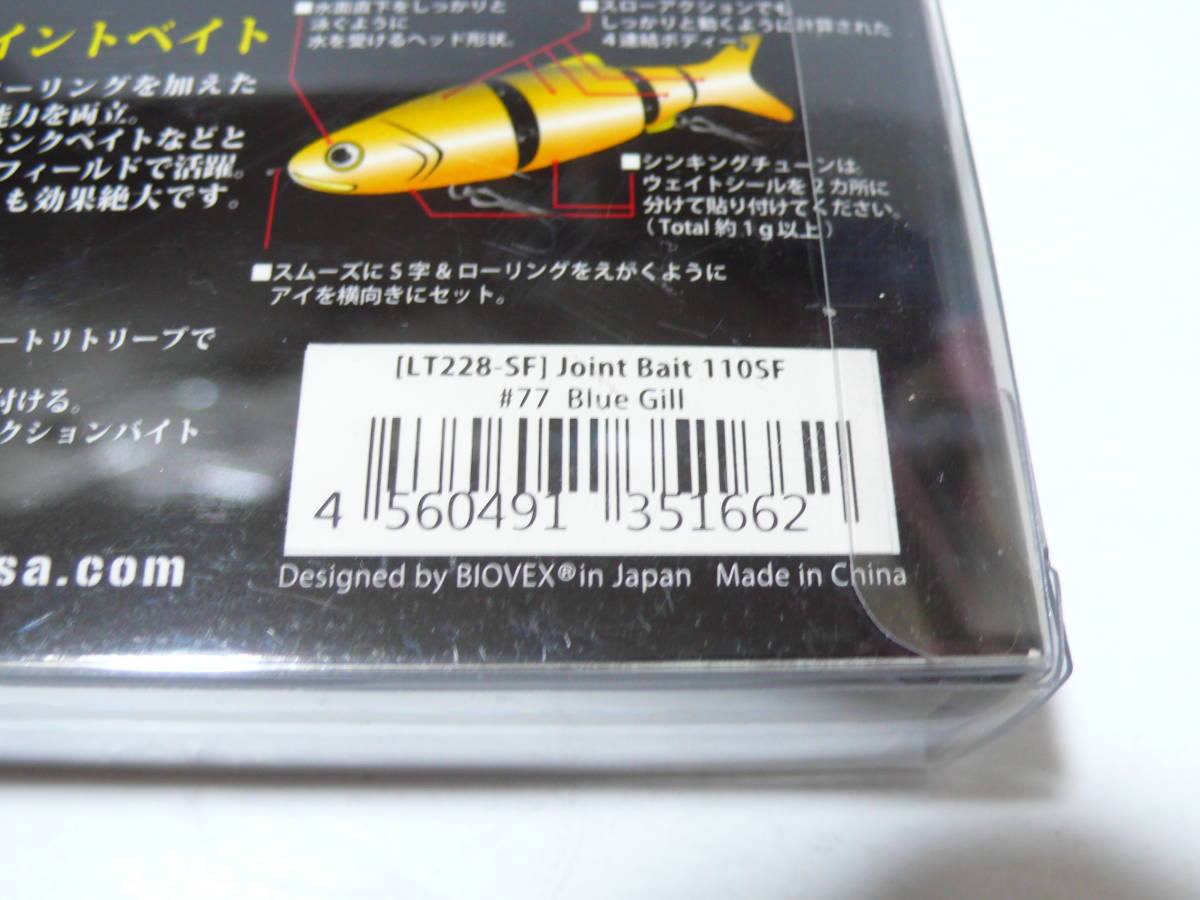 イントベイト
ーリングを加えた
力を両立。
ンクベイトなどと
フィールドで活躍。
も効果絶大です。
■水面直下をしっかりと
泳ぐように
水を受けるヘッド形状。
■スローアクションでも
しっかりと動くように計算された
4連結ボディー。
■シンキングチューンは、
ウェイトシールを2カ所に
分けて貼り付けてください。
(Total 約1g以上)
■スムーズにS字&ローリングをえがくように
アイを横向きにセット。
ートリトリーブで
付ける。
クションバイト
[LT228-SF] Joint Bait 110SF
#77 Blue Gill
4 560491 351662
sa.com
Designed by BIOVEX®in Japan Made in China